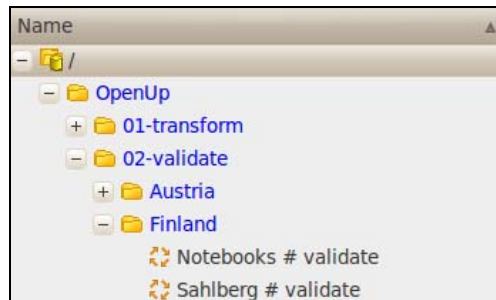 Name
/
OpenUp
01-transform
02-validate
Austria
Finland
Notebooks # validate
Sahlberg # validate